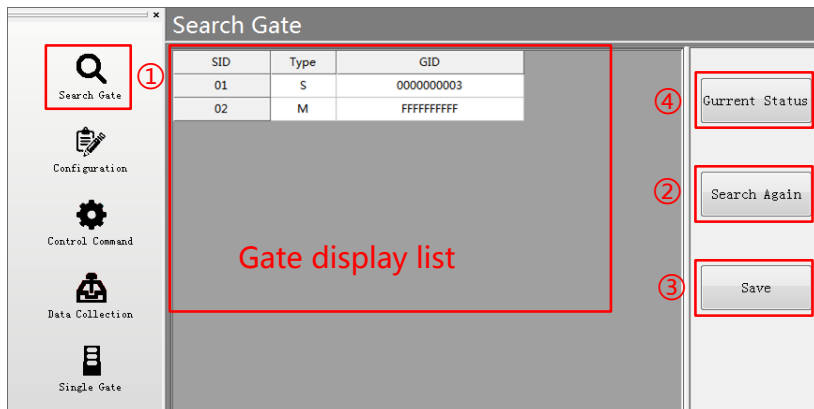 ×
Search Gate
Search Gate
①
Configuration
Control Command
Data Collection
Single Gate
SID Type GID
01 S 0000000003
02 M FFFFFFFFFF
Gate display list
④ Gurrent Status
② Search Again
③ Save